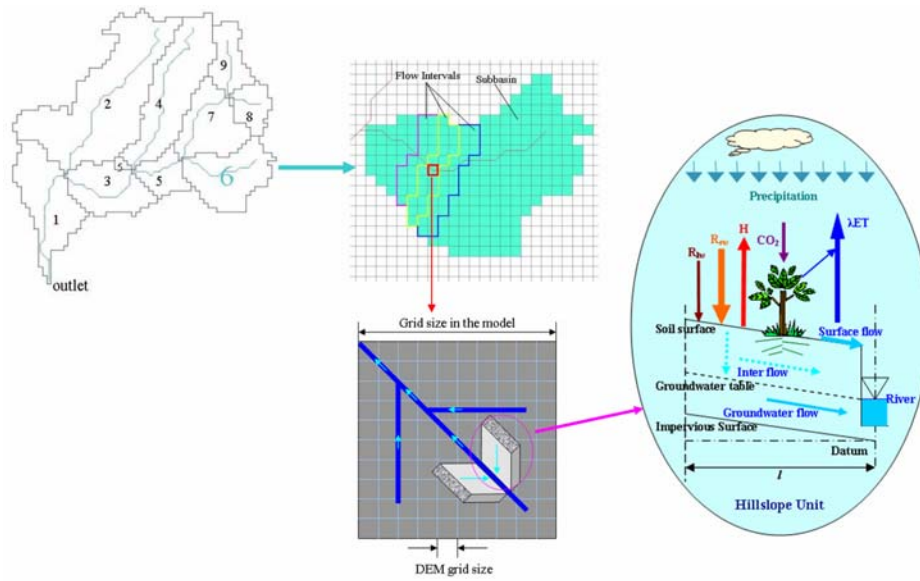 9
2
4
7
8
5
3
5
6
1
outlet
Flow Intervals
Subbasin
Grid size in the model
DEM grid size
Precipitation
λET
H
CO2
Rsw
Rlw
Soil surface
Surface flow
Inter flow
Groundwater table
River
Groundwater flow
Impervious Surface
Datum
l
Hillslope Unit